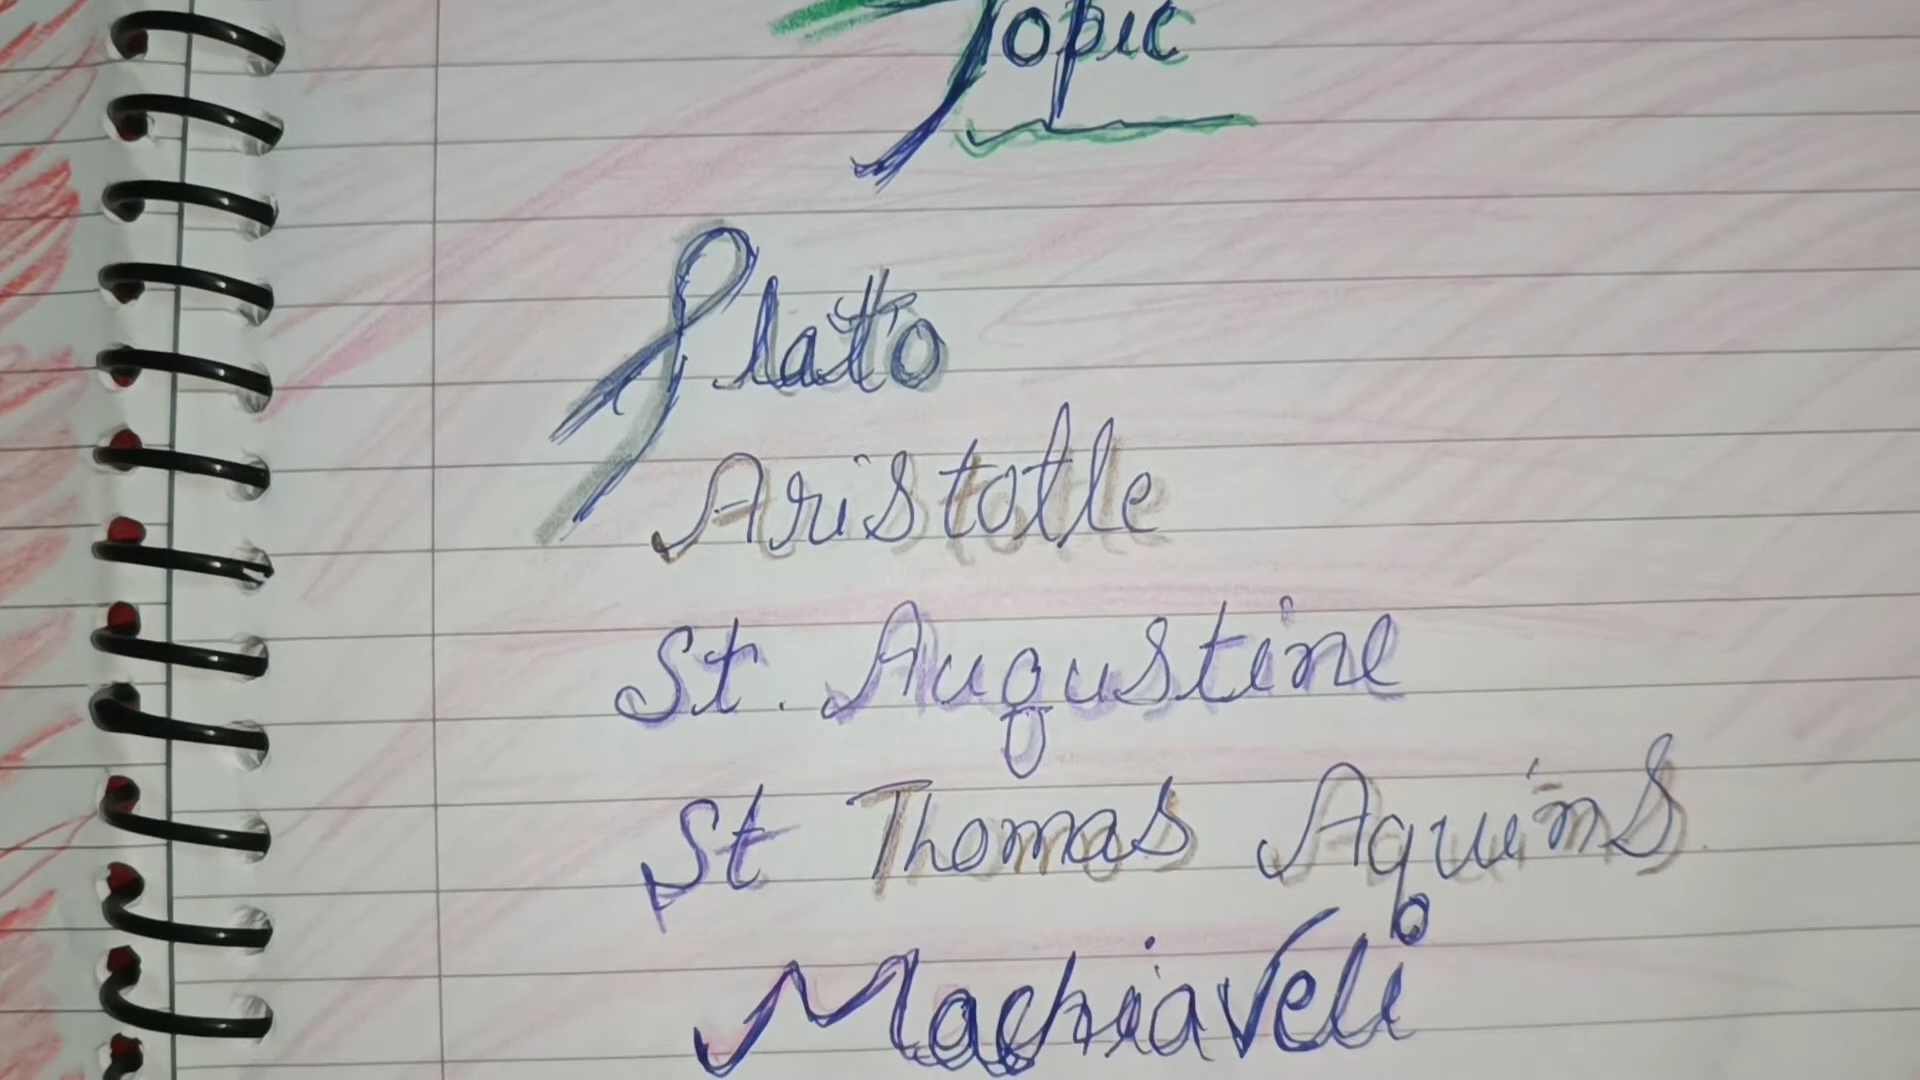 Topic
Plato
Aristotle
St. Augustine
St Thomas Aquins
Machiaveli